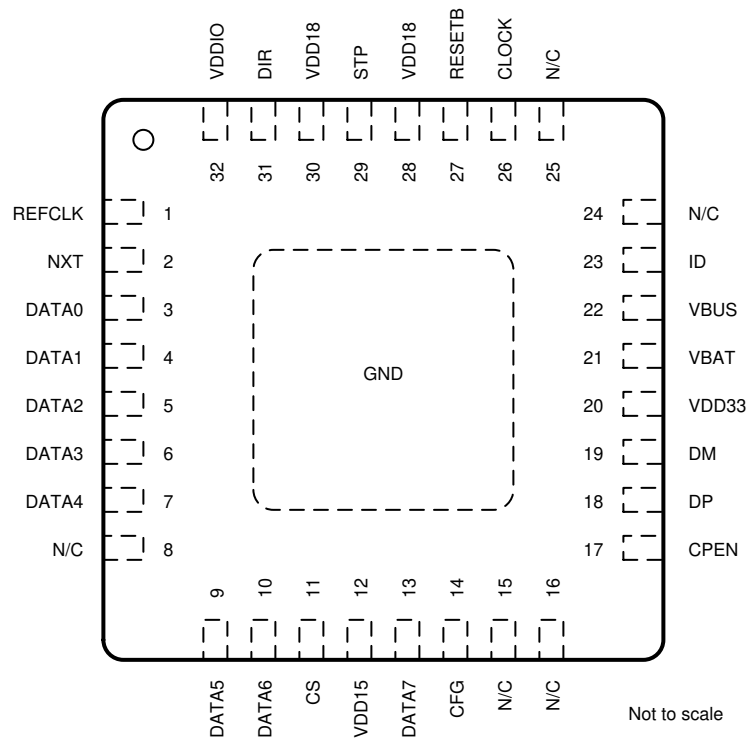 VDDIO
DIR
VDD18
STP
VDD18
RESETB
CLOCK
N/C
32
31
30
29
28
27
26
25
REFCLK 1
NXT 2
DATA0 3
DATA1 4
DATA2 5
DATA3 6
DATA4 7
N/C 8
GND
24 N/C
23 ID
22 VBUS
21 VBAT
20 VDD33
19 DM
18 DP
17 CPEN
9
10
11
12
13
14
15
16
DATA5
DATA6
CS
VDD15
DATA7
CFG
N/C
N/C
Not to scale